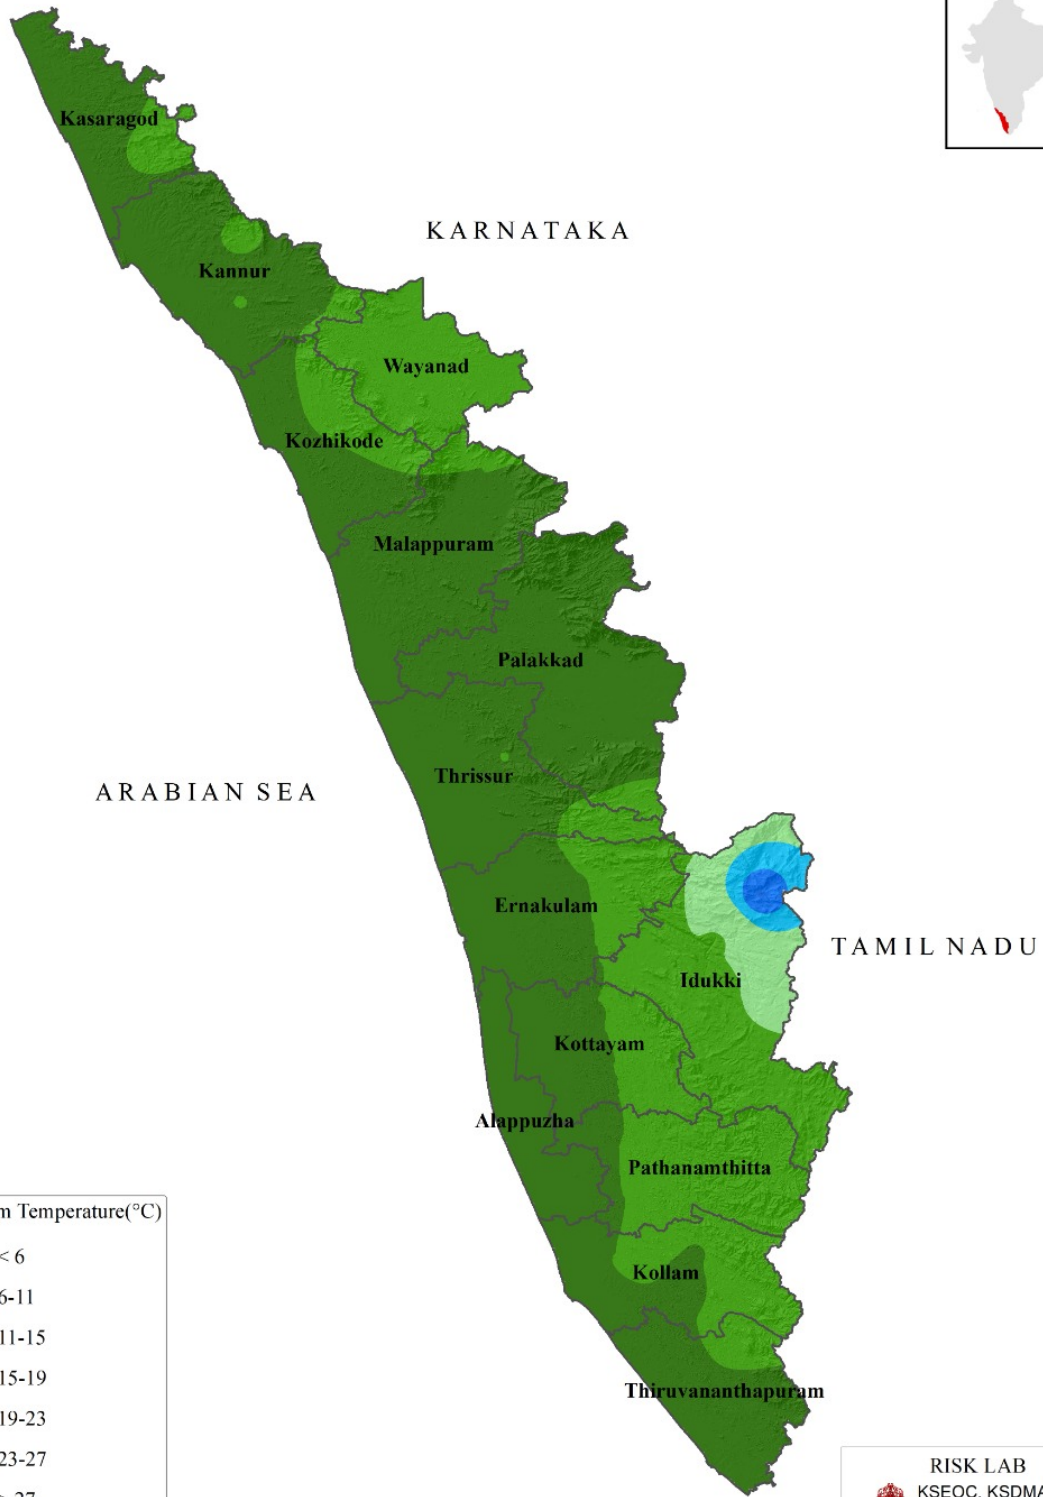 Kasaragod
KARNATAKA
Kannur
Wayanad
Kozhikode
Malappuram
Palakkad
Thrissur
ARABIAN SEA
Ernakulam
TAMIL NADU
Idukki
Kottayam
Alappuzha
Pathanamthitta
Temperature(°C)
< 6
6-11
11-15
15-19
19-23
23-27
Kollam
Thiruvananthapuram
RISK LAB
KSEOC, KSDMA